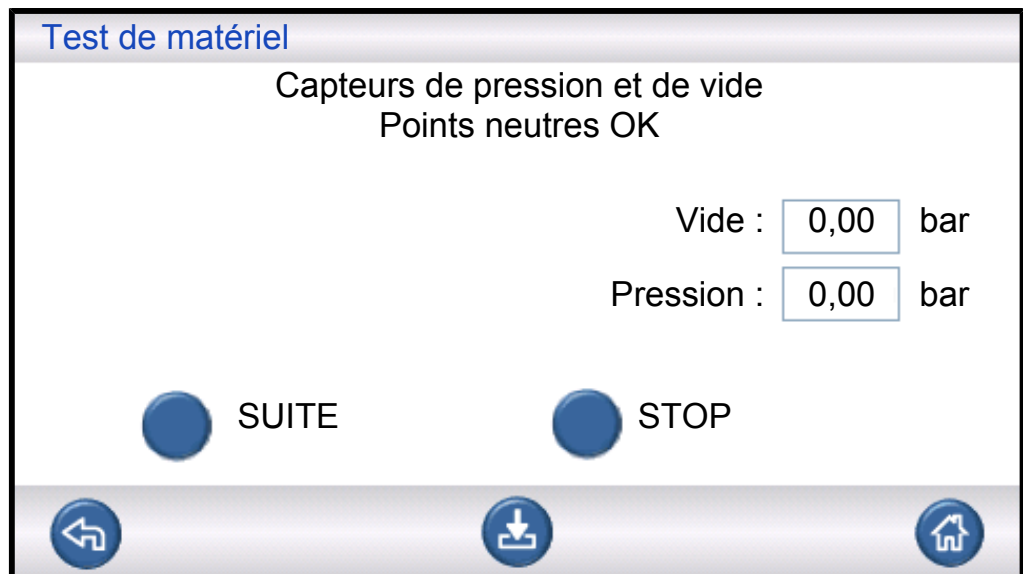 Test de matériel
Capteurs de pression et de vide
Points neutres OK
Vide : 0,00 bar
Pression : 0,00 bar
SUITE STOP